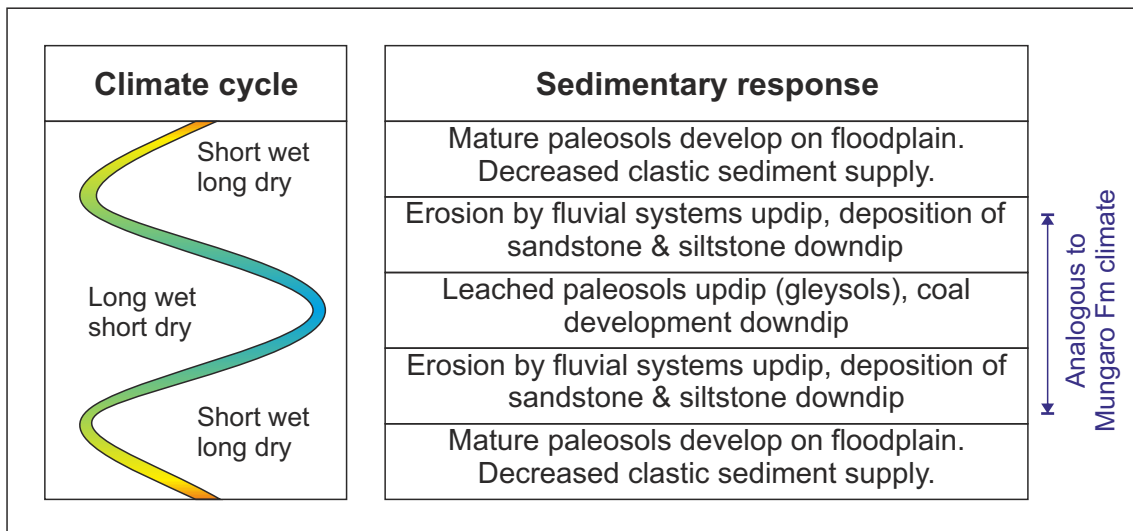 Climate cycle
Short wet
long dry
Long wet
short dry
Short wet
long dry
Sedimentary response
Mature paleosols develop on floodplain.
Decreased clastic sediment supply.
Erosion by fluvial systems updip, deposition of
sandstone & siltstone downdip
Leached paleosols updip (gleysols), coal
development downdip
Erosion by fluvial systems updip, deposition of
sandstone & siltstone downdip
Mature paleosols develop on floodplain.
Decreased clastic sediment supply.
Analogous to
Mungaro Fm climate